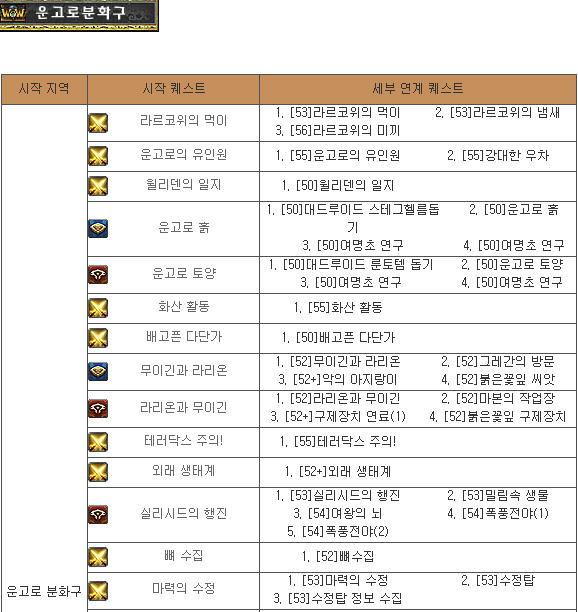 WoW 운고로분화구
시작 지역 시작 퀘스트 세부 연계 퀘스트
라르코위의 먹이 1. [53]라르코위의 먹이 2. [53]라르코위의 냄새
3. [56]라르코위의 미끼
운고로의 유인원 1. [55]운고로의 유인원 2. [55]강대한 우차
윌리덴의 일지 1. [50]윌리덴의 일지
운고로 흙 1. [50]대드루이드 스테그헬름돕
기 2. [50]운고로 흙
3. [50]여명초 연구 4. [50]여명초 연구
운고로 토양 1. [50]대드루이드 룬토템 돕기 2. [50]운고로 토양
3. [50]여명초 연구 4. [50]여명초 연구
화산 활동 1. [55]화산 활동
배고픈 다단가 1. [50]배고픈 다단가
무이긴과 라리온 1. [52]무이긴과 라리온 2. [52]그레간의 방문
3. [52+]악의 아지랑이 4. [52]붉은꽃잎 씨앗
라리온과 무이긴 1. [52]라리온과 무이긴 2. [52]마본의 작업장
3. [52+]구제장치 연료(1) 4. [52]붉은꽃잎 구제장치
테러닥스 주의! 1. [55]테러닥스 주의!
외래 생태계 1. [52+]외래 생태계
실리시드의 행진 1. [53]실리시드의 행진 2. [53]밀림속 생물
3. [54]여왕의 뇌 4. [54]폭풍전야(1)
5. [54]폭풍전야(2)
뼈 수집 1. [52]뼈수집
운고로 분화구 마력의 수정 1. [53]마력의 수정 2. [53]수정탑
3. [53]수정탑 정보 수집